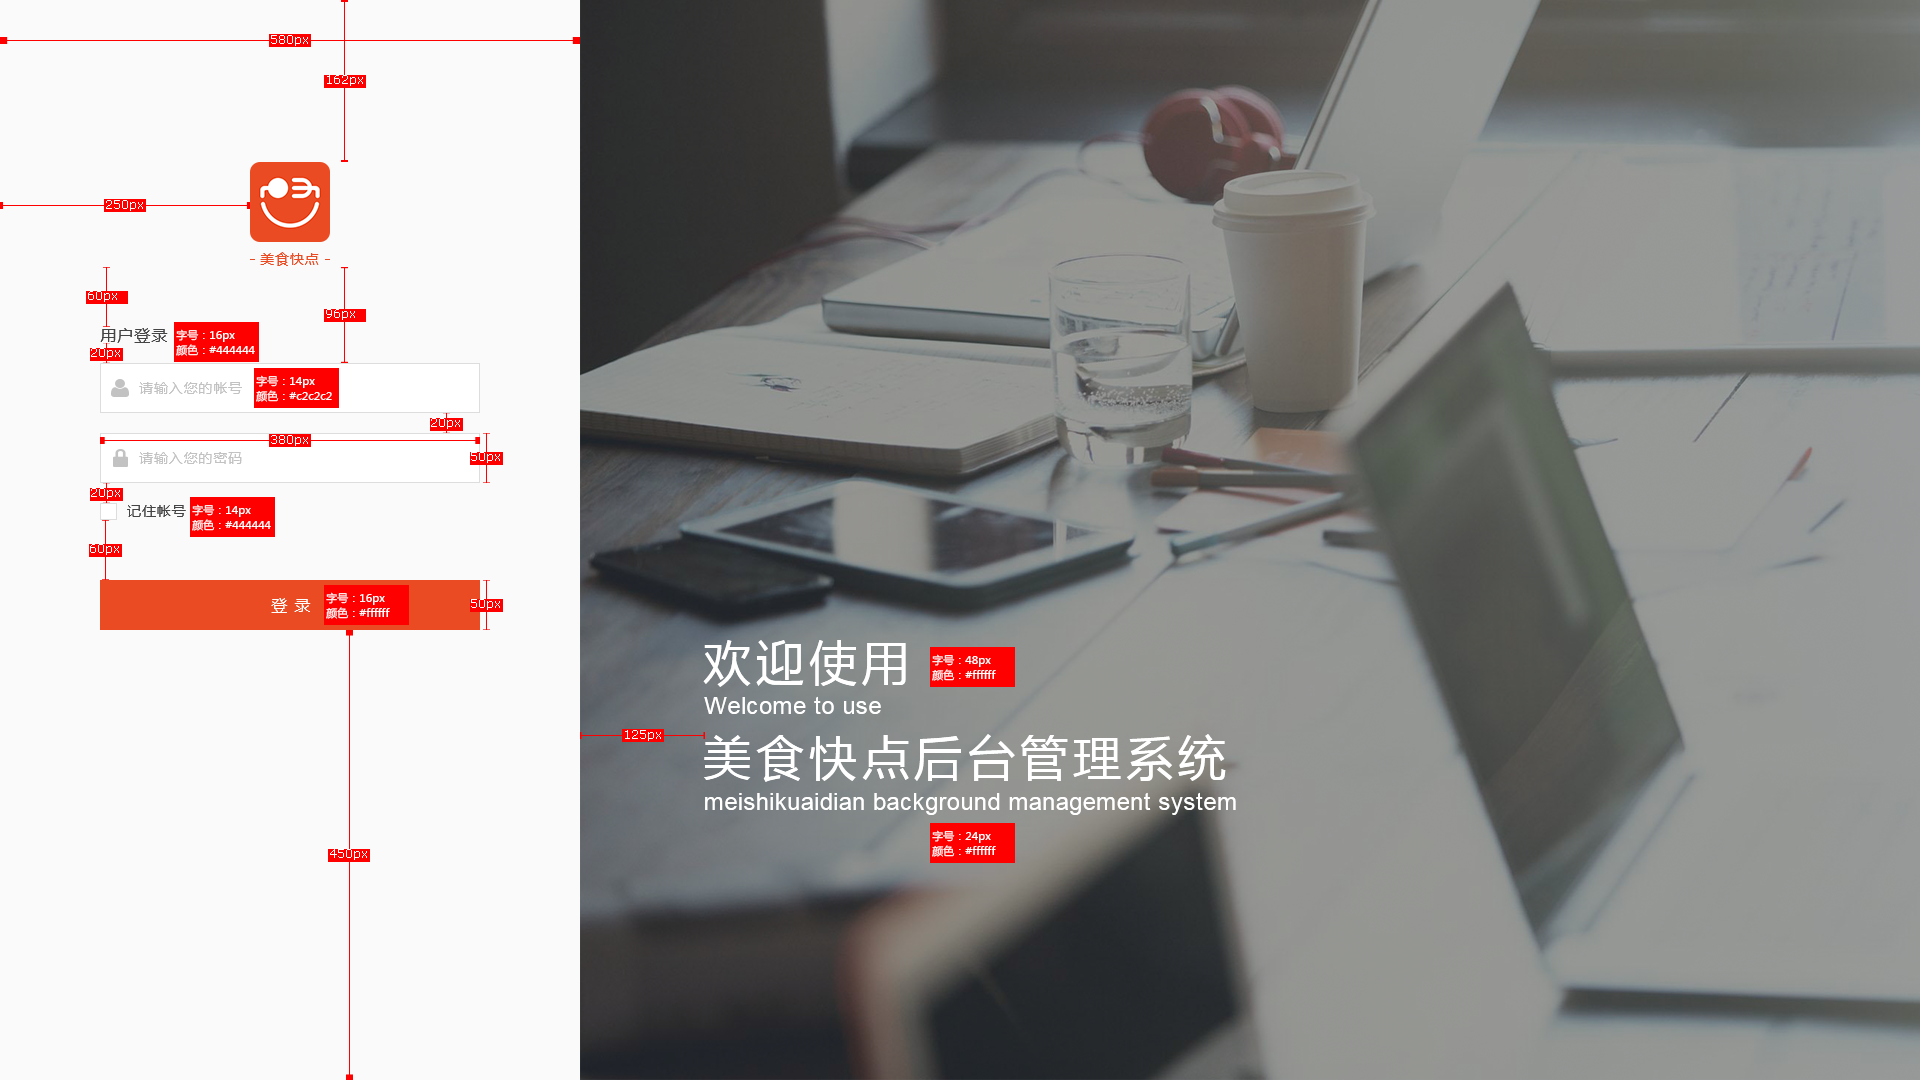 580px
162px
250px
- 美食快点 -
60px
96px
用户登录
字号：16px
颜色：#444444
20px
请输入您的帐号
字号：14px
颜色：#c2c2c2
20px
380px
请输入您的密码
50px
20px
记住帐号
字号：14px
颜色：#444444
60px
登 录
字号：16px
颜色：#ffffff
50px
450px
欢迎使用
字号：48px
颜色：#ffffff
Welcome to use
125px
美食快点后台管理系统
meishikuaidian background management system
字号：24px
颜色：#ffffff